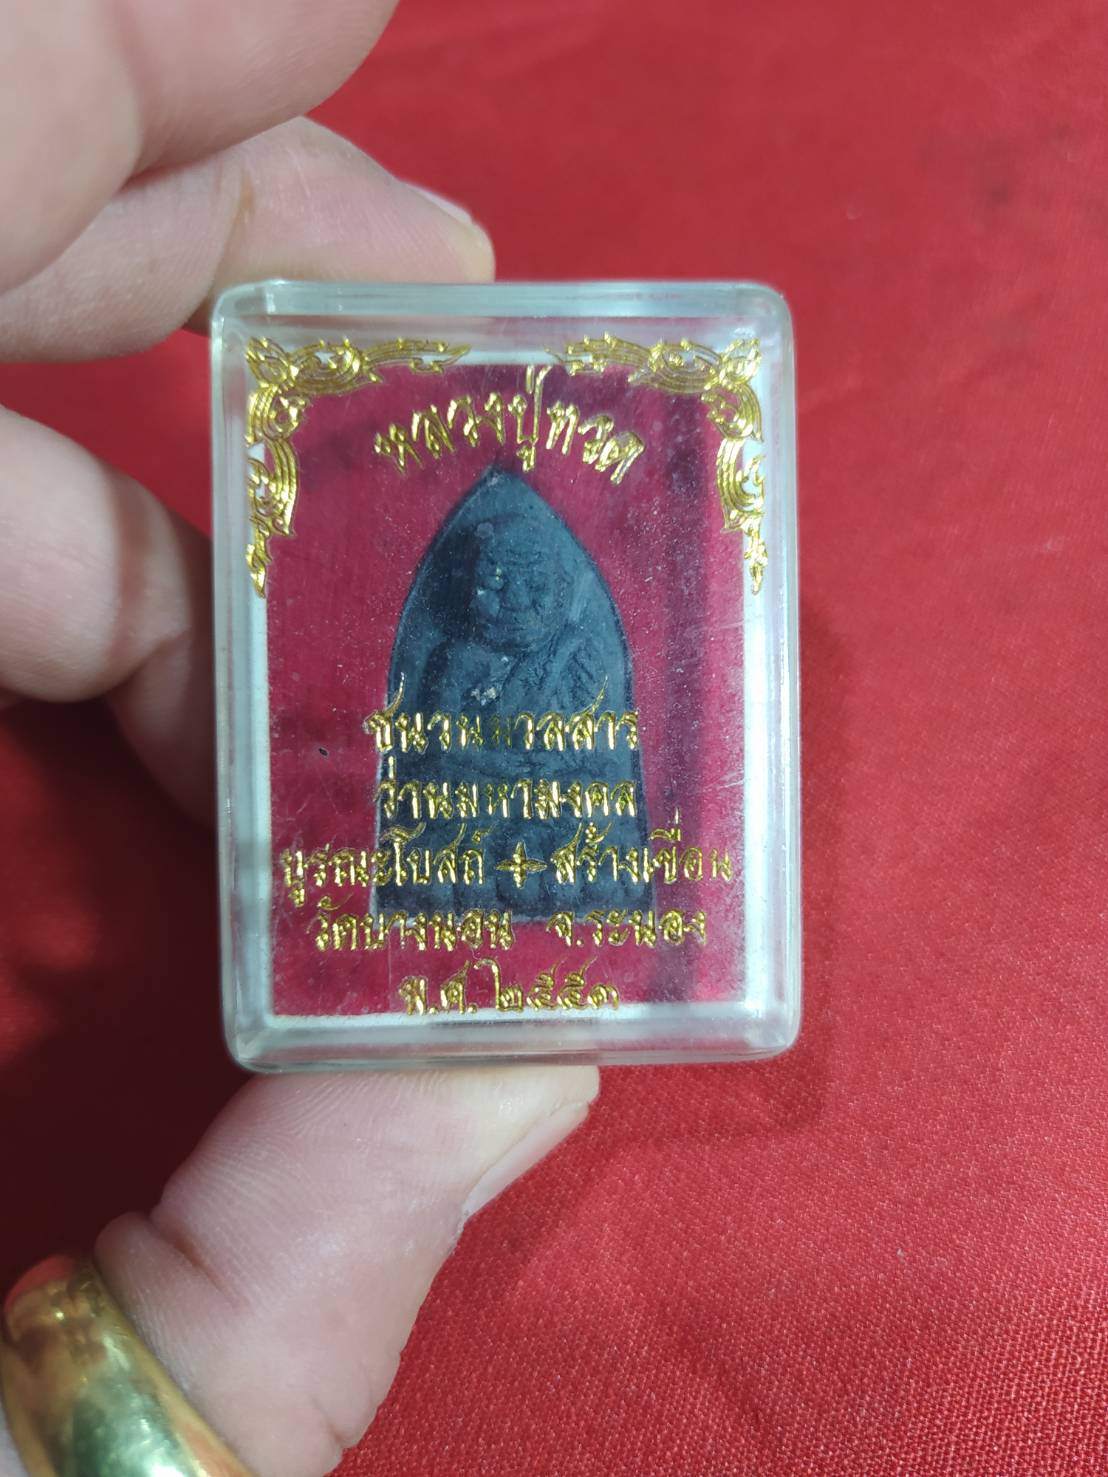 หลวงปู่ทวด
ชนวนมวลสาร
ว่านมหามงคล
บูรณะโบสถ์ + สร้างเขื่อน
วัดบางนอน จ.ระนอง
พ.ศ. ๒๕๕๓